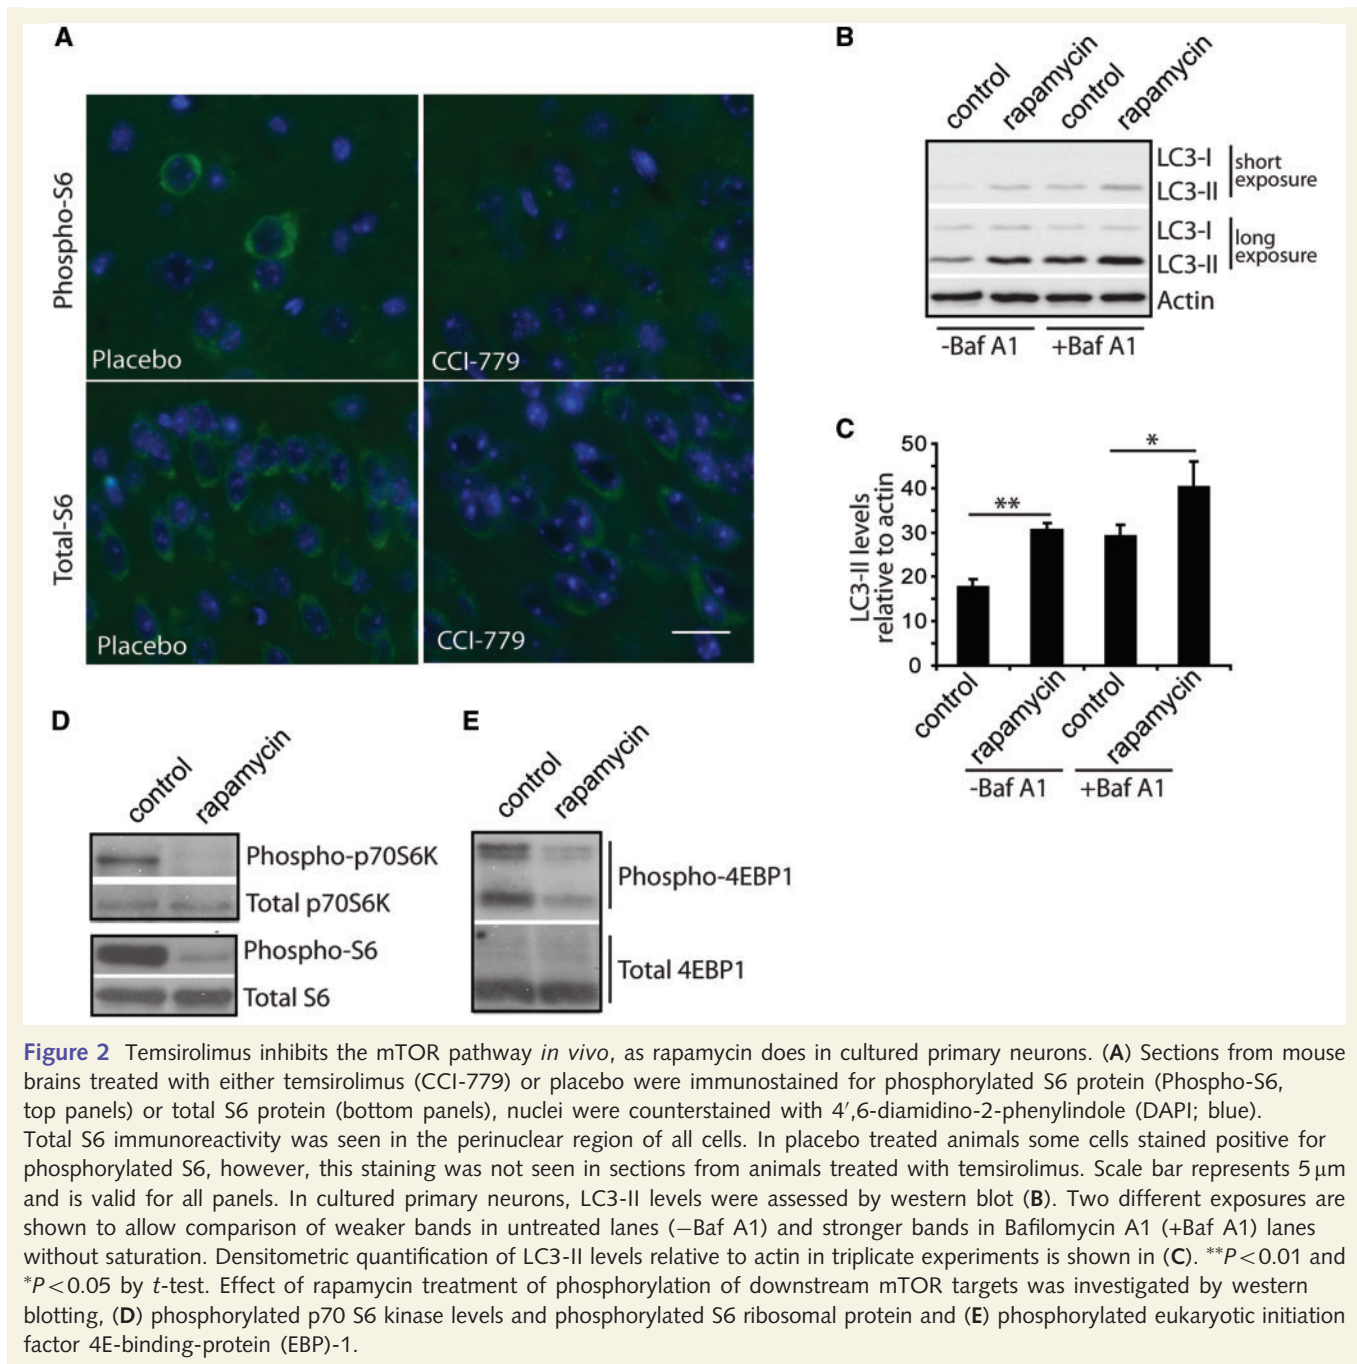 A
Phospho-S6
Placebo
CCI-779
Total-S6
Placebo
CCI-779
B
control
rapamycin
control
rapamycin
LC3-I
LC3-II
short
exposure
LC3-I
LC3-II
long
exposure
Actin
-Baf A1
+Baf A1
C
LC3-II levels
relative to actin
50
40
30
20
10
0
**
*
control
rapamycin
control
rapamycin
-Baf A1
+Baf A1
D
control
rapamycin
Phospho-p70S6K
Total p70S6K
Phospho-S6
Total S6
E
control
rapamycin
Phospho-4EBP1
Total 4EBP1
Figure 2 Temsirolimus inhibits the mTOR pathway in vivo, as rapamycin does in cultured primary neurons. (A) Sections from mouse
brains treated with either temsirolimus (CCI-779) or placebo were immunostained for phosphorylated S6 protein (Phospho-S6,
top panels) or total S6 protein (bottom panels), nuclei were counterstained with 4′,6-diamidino-2-phenylindole (DAPI; blue).
Total S6 immunoreactivity was seen in the perinuclear region of all cells. In placebo treated animals some cells stained positive for
phosphorylated S6, however, this staining was not seen in sections from animals treated with temsirolimus. Scale bar represents 5 μm
and is valid for all panels. In cultured primary neurons, LC3-II levels were assessed by western blot (B). Two different exposures are
shown to allow comparison of weaker bands in untreated lanes (−Baf A1) and stronger bands in Bafilomycin A1 (+Baf A1) lanes
without saturation. Densitometric quantification of LC3-II levels relative to actin in triplicate experiments is shown in (C). **P<0.01 and
*P<0.05 by t-test. Effect of rapamycin treatment of phosphorylation of downstream mTOR targets was investigated by western
blotting, (D) phosphorylated p70 S6 kinase levels and phosphorylated S6 ribosomal protein and (E) phosphorylated eukaryotic initiation
factor 4E-binding-protein (EBP)-1.